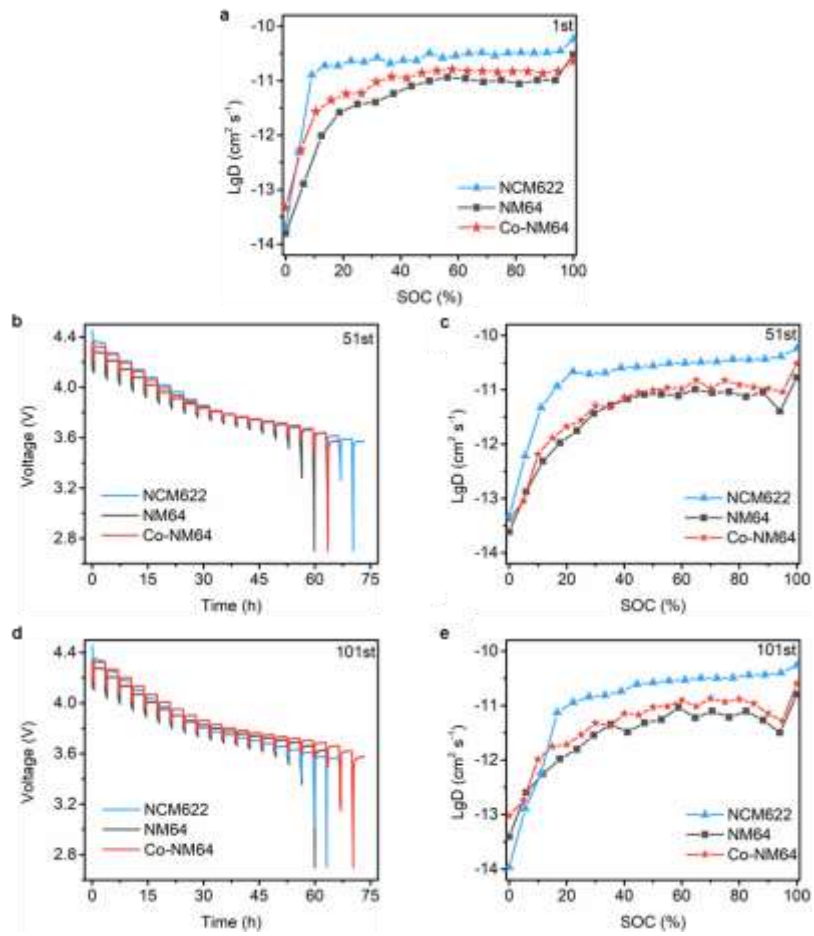 a
1st
-10
-11
-12
-13
-14
LgD (cm² s⁻¹)
NCM622
NM64
Co-NM64
0 20 40 60 80 100
SOC (%)
b
51st
4.4
4.0
3.6
3.2
2.8
Voltage (V)
NCM622
NM64
Co-NM64
0 15 30 45 60 75
Time (h)
c
51st
-10
-11
-12
-13
-14
LgD (cm² s⁻¹)
NCM622
NM64
Co-NM64
0 20 40 60 80 100
SOC (%)
d
101st
4.4
4.0
3.6
3.2
2.8
Voltage (V)
NCM622
NM64
Co-NM64
0 15 30 45 60 75
Time (h)
e
101st
-10
-11
-12
-13
-14
LgD (cm² s⁻¹)
NCM622
NM64
Co-NM64
0 20 40 60 80 100
SOC (%)